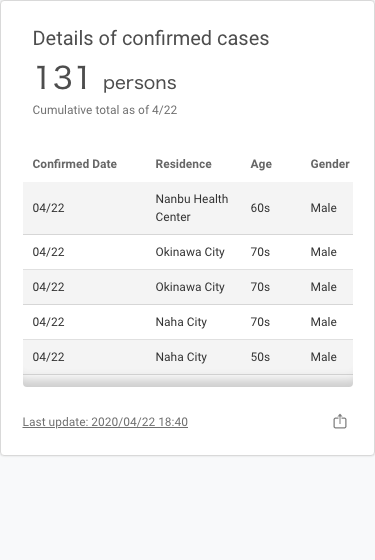 Details of confirmed cases
131 persons
Cumulative total as of 4/22
Confirmed Date Residence Age Gender
04/22 Nanbu Health Center 60s Male
04/22 Okinawa City 70s Male
04/22 Okinawa City 70s Male
04/22 Naha City 70s Male
04/22 Naha City 50s Male
Last update: 2020/04/22 18:40